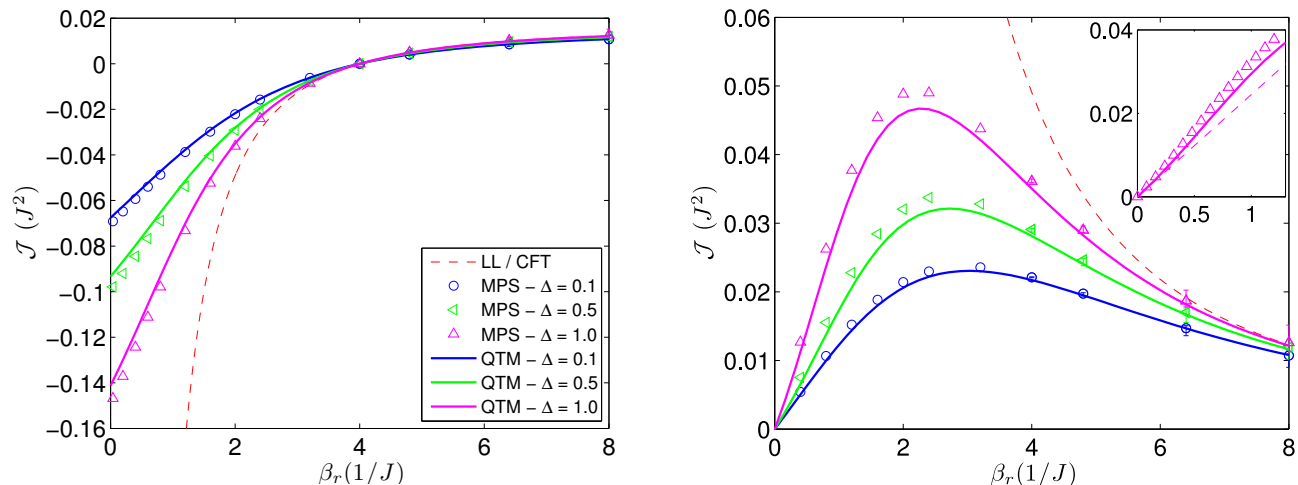 0.02
0
−0.02
−0.04
−0.06
−0.08
−0.1
−0.12
−0.14
−0.16
𝒥 (J²)
0 2 4 6 8
βᵣ(1/J)
LL / CFT
MPS − Δ = 0.1
MPS − Δ = 0.5
MPS − Δ = 1.0
QTM − Δ = 0.1
QTM − Δ = 0.5
QTM − Δ = 1.0
0.06
0.05
0.04
0.03
0.02
0.01
0
𝒥 (J²)
0 2 4 6 8
βᵣ(1/J)
0.04
0.02
0
0 0.5 1